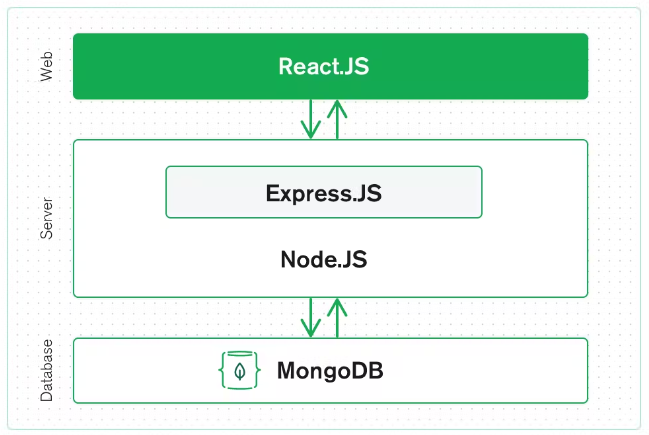 Web
React.JS
Server
Express.JS
Node.JS
Database
MongoDB